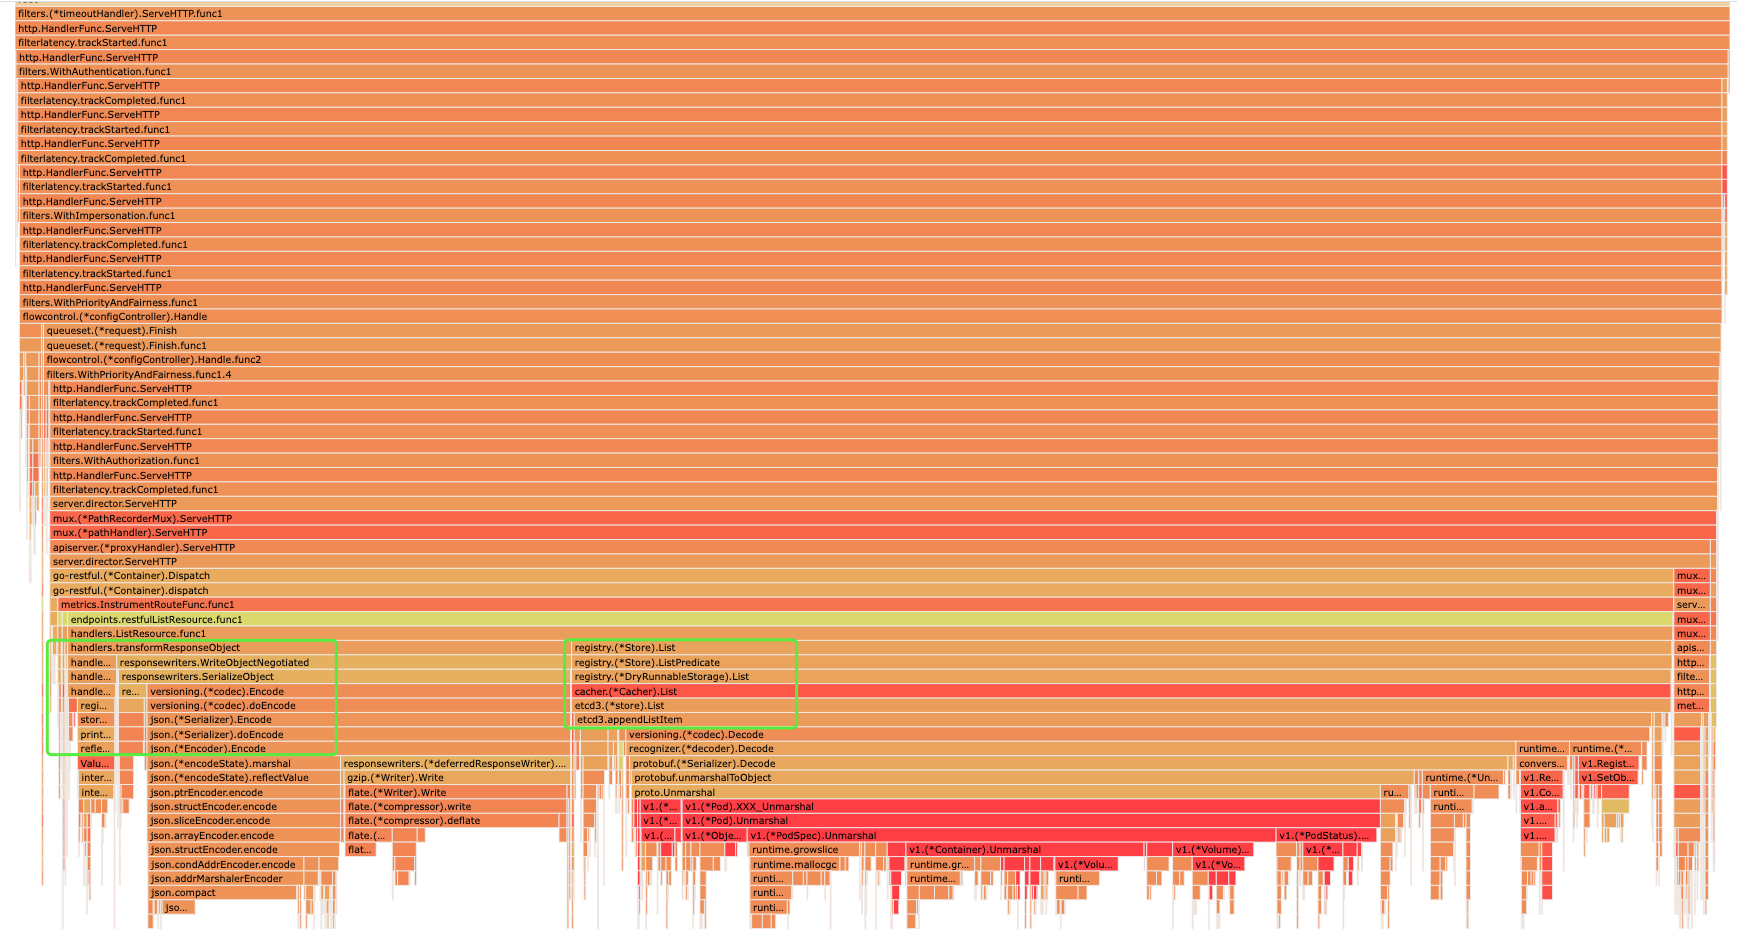 filters.(*timeoutHandler).ServeHTTP.func1
http.HandlerFunc.ServeHTTP
filterlatency.trackStarted.func1
http.HandlerFunc.ServeHTTP
filters.WithAuthentication.func1
http.HandlerFunc.ServeHTTP
filterlatency.trackCompleted.func1
http.HandlerFunc.ServeHTTP
filterlatency.trackStarted.func1
http.HandlerFunc.ServeHTTP
filterlatency.trackCompleted.func1
http.HandlerFunc.ServeHTTP
filterlatency.trackStarted.func1
http.HandlerFunc.ServeHTTP
filters.WithImpersonation.func1
http.HandlerFunc.ServeHTTP
filterlatency.trackCompleted.func1
http.HandlerFunc.ServeHTTP
filterlatency.trackStarted.func1
http.HandlerFunc.ServeHTTP
filters.WithPriorityAndFairness.func1
flowcontrol.(*configController).Handle
queueset.(*request).Finish
queueset.(*request).Finish.func1
flowcontrol.(*configController).Handle.func2
filters.WithPriorityAndFairness.func1.4
http.HandlerFunc.ServeHTTP
filterlatency.trackCompleted.func1
http.HandlerFunc.ServeHTTP
filterlatency.trackStarted.func1
http.HandlerFunc.ServeHTTP
filters.WithAuthorization.func1
http.HandlerFunc.ServeHTTP
filterlatency.trackCompleted.func1
server.director.ServeHTTP
mux.(*PathRecorderMux).ServeHTTP
mux.(*pathHandler).ServeHTTP
apiserver.(*proxyHandler).ServeHTTP
server.director.ServeHTTP
go-restful.(*Container).Dispatch mux...
go-restful.(*Container).dispatch mux...
metrics.InstrumentRouteFunc.func1 serv...
endpoints.restfulListResource.func1 mux...
handlers.ListResource.func1 mux...
handlers.transformResponseObject registry.(*Store).List apis...
handle... responsewriters.WriteObjectNegotiated registry.(*Store).ListPredicate http...
handle... responsewriters.SerializeObject registry.(*DryRunnableStorage).List filte...
handle... re... versioning.(*codec).Encode cacher.(*Cacher).List http...
regi... versioning.(*codec).doEncode etcd3.(*store).List met...
stor... json.(*Serializer).Encode etcd3.appendListItem
print... json.(*Serializer).doEncode versioning.(*codec).Decode
refle... json.(*Encoder).Encode recognizer.(*decoder).Decode runtime... runtime.(*...
Valu... json.(*encodeState).marshal responsewriters.(*deferredResponseWriter).... protobuf.(*Serializer).Decode convers... v1.Regist...
inter... json.(*encodeState).reflectValue gzip.(*Writer).Write protobuf.unmarshalToObject runtime.(*Un... v1.Re... v1.SetOb...
inte... json.ptrEncoder.encode flate.(*Writer).Write proto.Unmarshal ru... runti... v1.Co...
json.structEncoder.encode flate.(*compressor).write v1.(*... v1.(*Pod).XXX_Unmarshal runti... v1.a...
json.sliceEncoder.encode flate.(*compressor).deflate v1.(*... v1.(*Pod).Unmarshal v1....
json.arrayEncoder.encode flate.(... v1.(... v1.(*Obje... v1.(*PodSpec).Unmarshal v1.(*PodStatus).... v1....
json.structEncoder.encode flat... runtime.growslice v1.(*Container).Unmarshal v1.(*Volume)... v1.(*...
json.condAddrEncoder.encode runtime.mallocgc runtime.gr... v1.(*Volu... v1.(*Vo...
json.addrMarshalerEncoder runti... runtime... runti...
json.compact runti...
jso... runti...